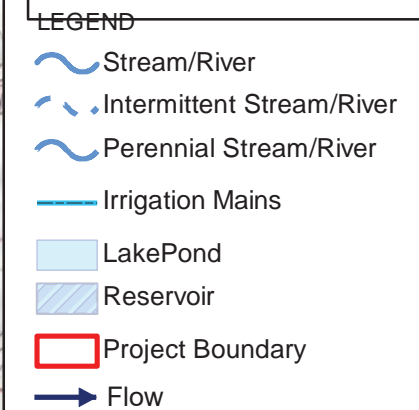 LEGEND
Stream/River
Intermittent Stream/River
Perennial Stream/River
Irrigation Mains
LakePond
Reservoir
Project Boundary
Flow